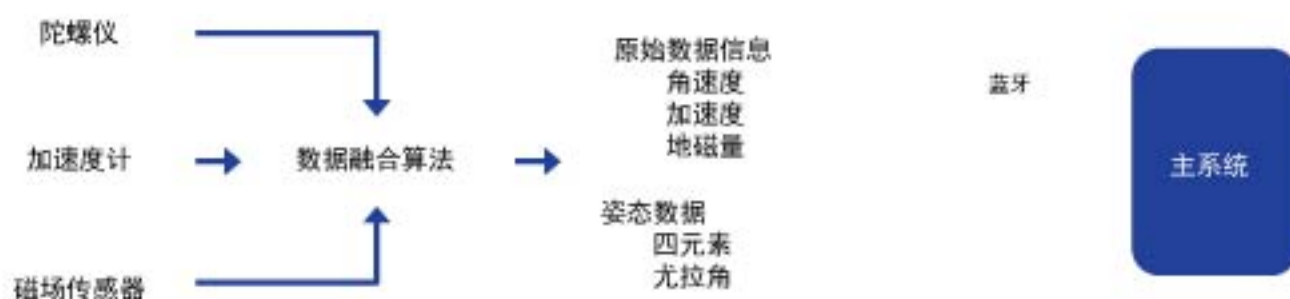 陀螺仪
加速度计
磁场传感器
数据融合算法
原始数据信息
角速度
加速度
地磁量
姿态数据
四元素
尤拉角
蓝牙
主系统